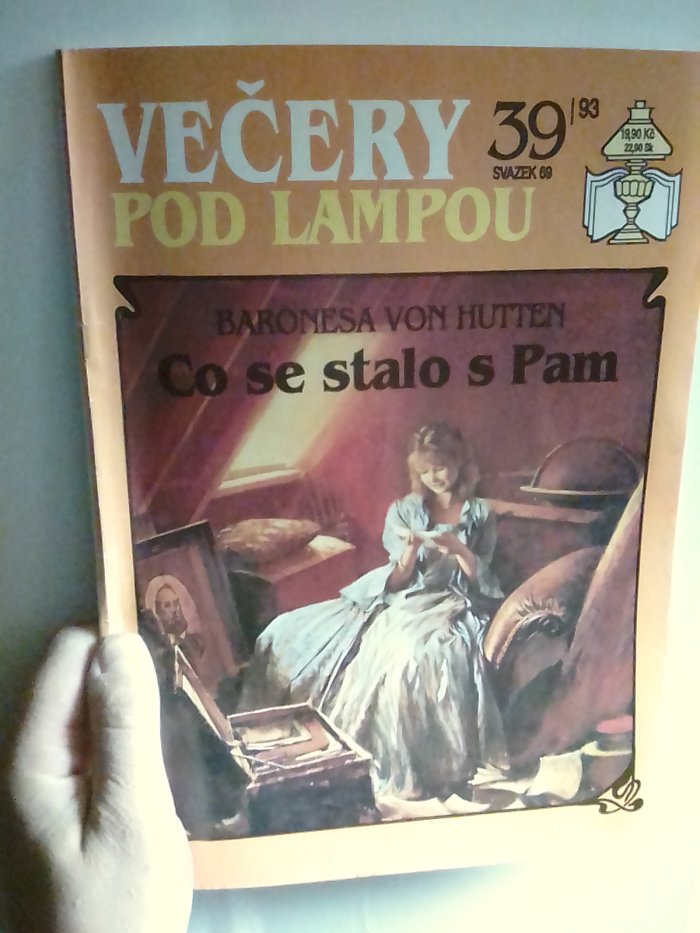 VEČERY
POD LAMPOU
39/93
SVAZEK 69
19,90 Kč
22,90 Sk
BARONESA VON HUTTEN
Co se stalo s Pam